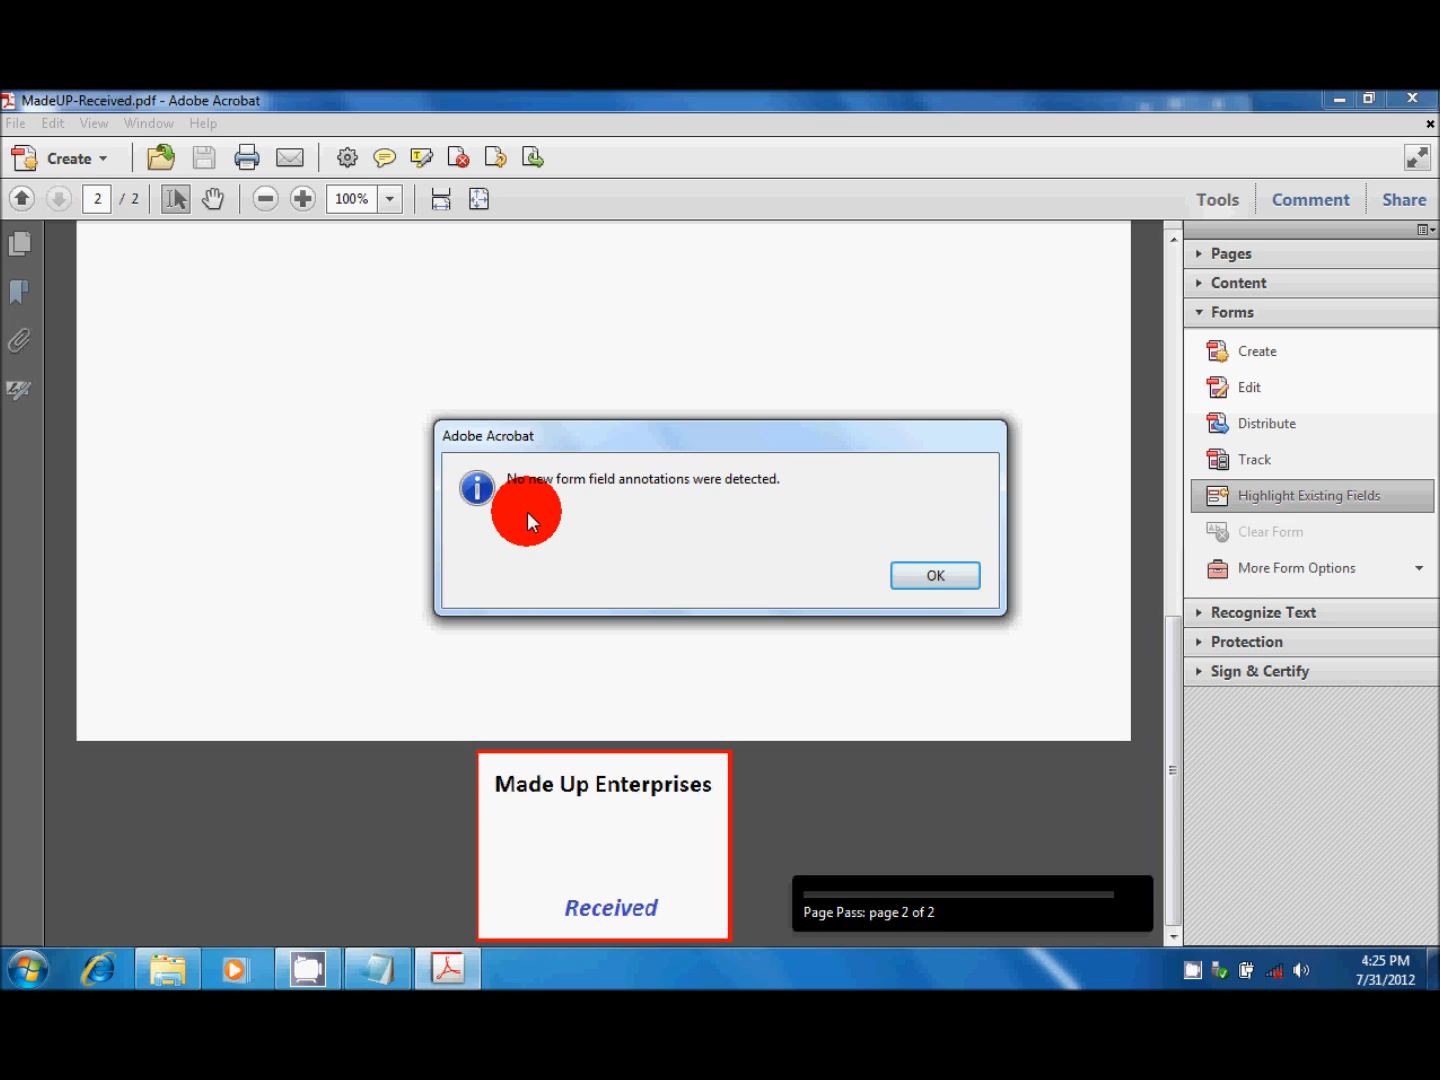 MadeUP-Received.pdf - Adobe Acrobat
File Edit View Window Help
Create
2 / 2 100% Tools Comment Share
Pages
Content
Forms
Create
Edit
Distribute
Track
Highlight Existing Fields
Clear Form
More Form Options
Recognize Text
Protection
Sign & Certify
Adobe Acrobat
No new form field annotations were detected.
OK
Made Up Enterprises
Received
Page Pass: page 2 of 2
4:25 PM
7/31/2012